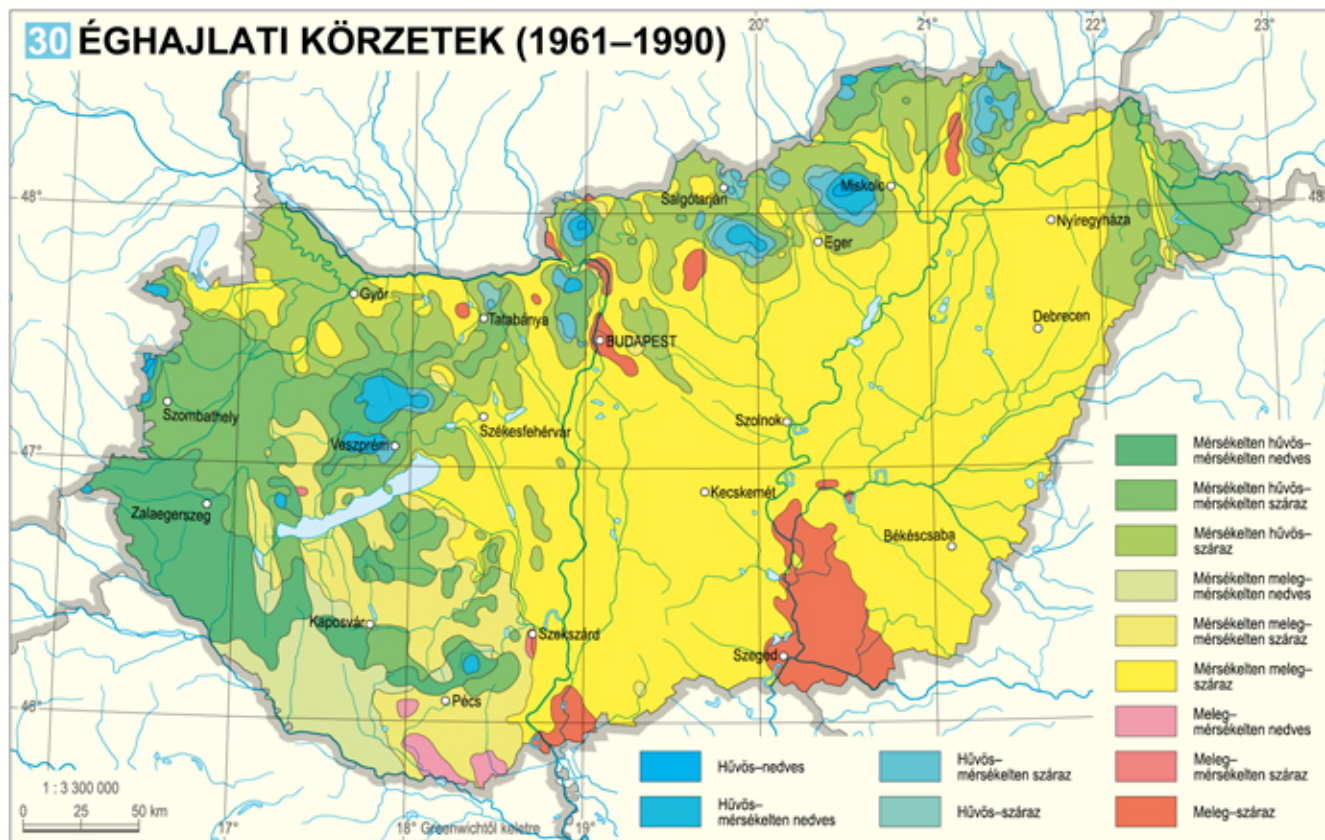 30 ÉGHAJLATI KÖRZETEK (1961–1990)
20°
21°
22°
23°
48°
48°
Salgótarján
Miskolc
Nyíregyháza
Eger
Győr
Tatabánya
Debrecen
BUDAPEST
Szombathely
Székesfehérvár
Szolnok
Veszprém
47°
Kecskemét
Zalaegerszeg
Békéscsaba
Kaposvár
Szekszárd
Szeged
Pécs
48°
Mérsékelten hűvös–
mérsékelten nedves
Mérsékelten hűvös–
mérsékelten száraz
Mérsékelten hűvös–
száraz
Mérsékelten meleg–
mérsékelten nedves
Mérsékelten meleg–
mérsékelten száraz
Mérsékelten meleg–
száraz
Meleg–
mérsékelten nedves
Meleg–
mérsékelten száraz
Meleg–száraz
Hűvös–nedves
Hűvös–
mérsékelten nedves
Hűvös–
mérsékelten száraz
Hűvös–száraz
1 : 3 300 000
0 25 50 km
17° 18° Greenwichtől keletre 19°